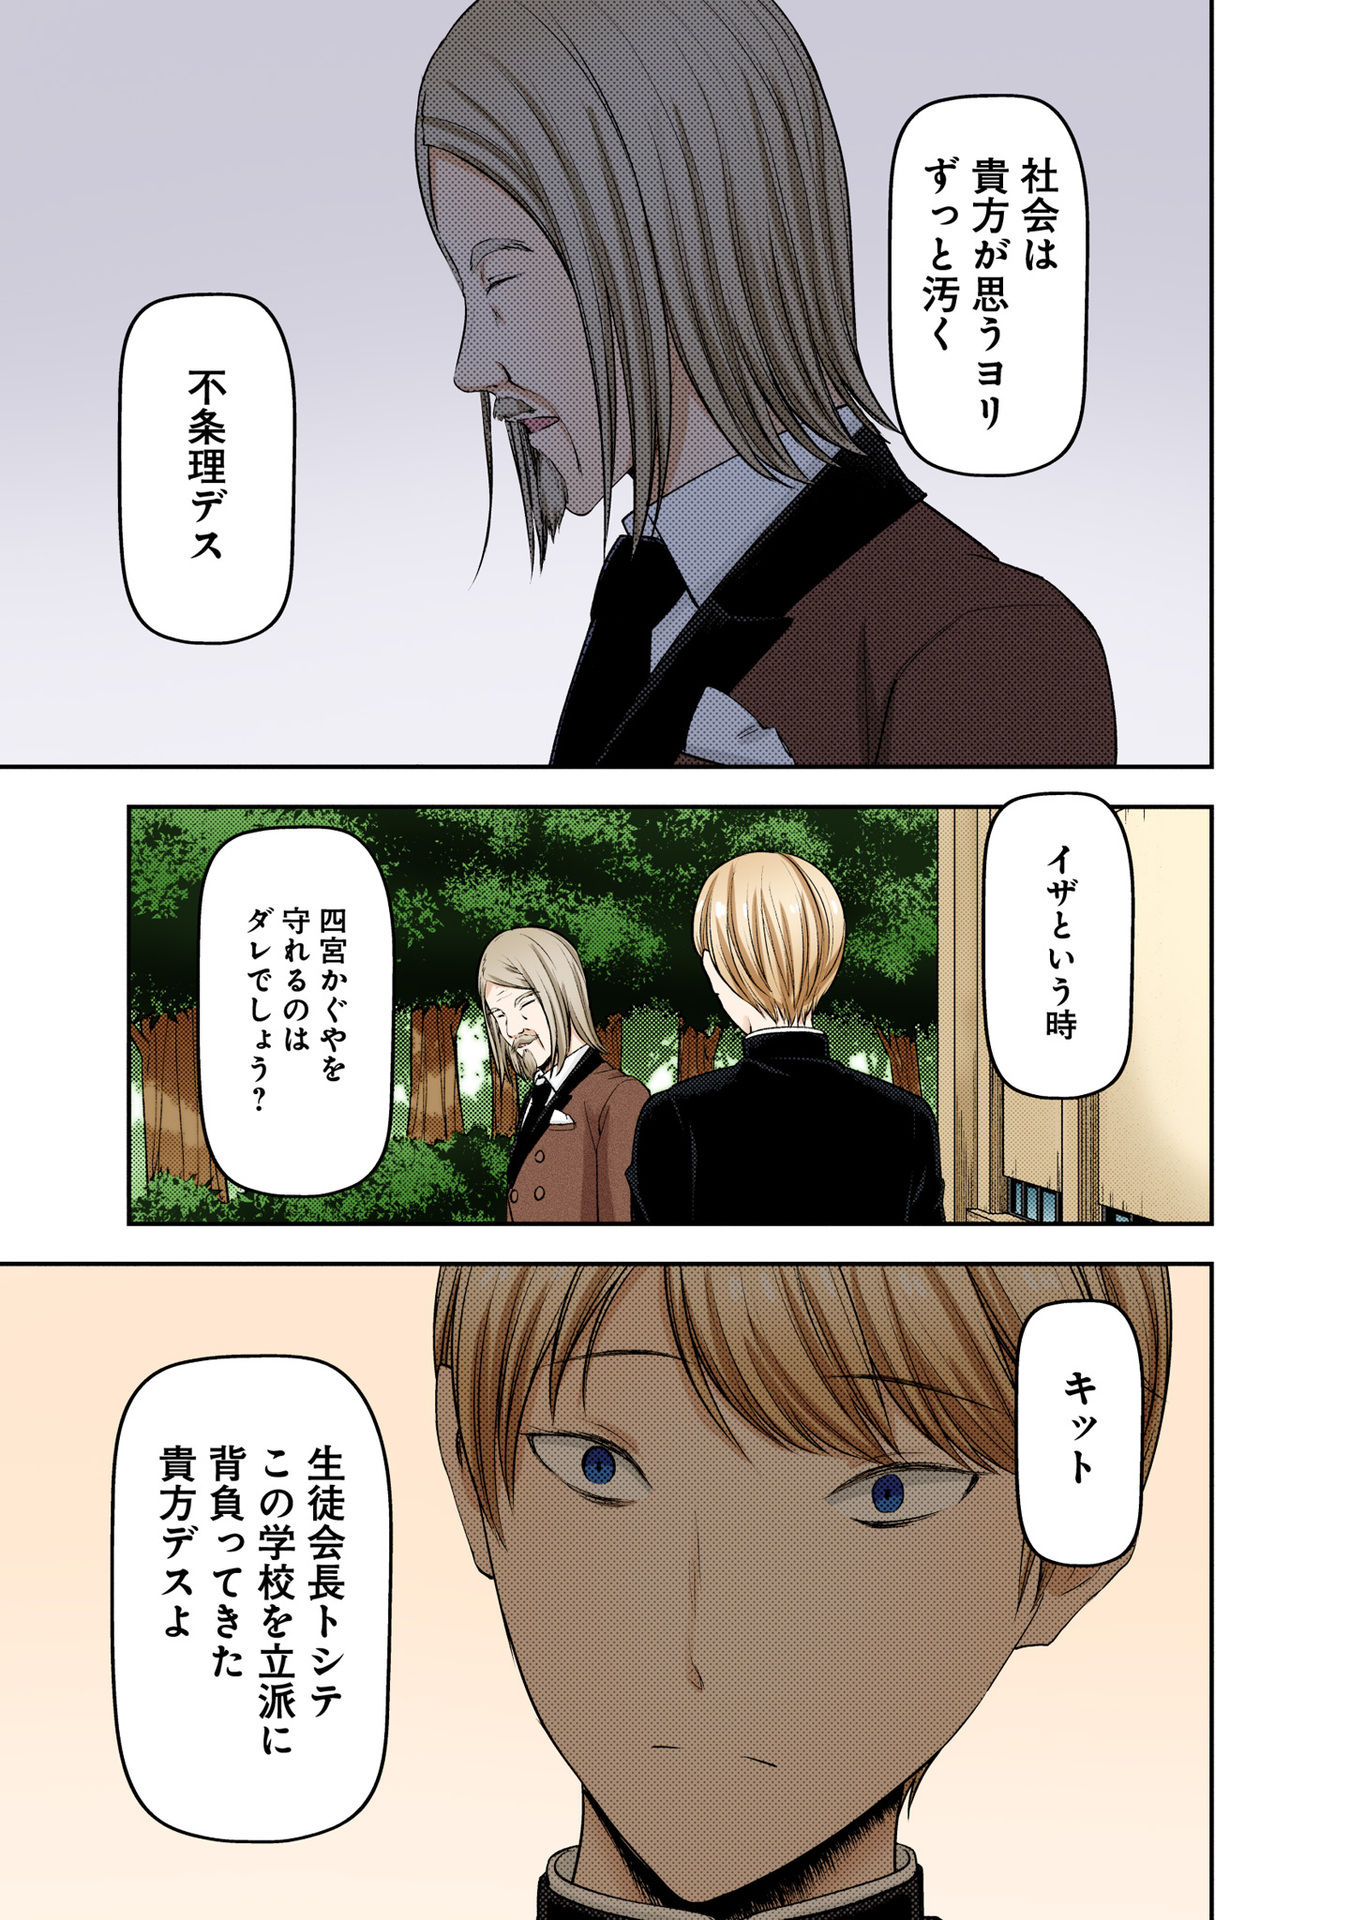 社会は
貴方が思うヨリ
ずっと汚く
不条理デス
イザという時
四宮かぐやを
守れるのは
ダレでしょう？
キット
生徒会長トシテ
この学校を立派に
背負ってきた
貴方デスよ